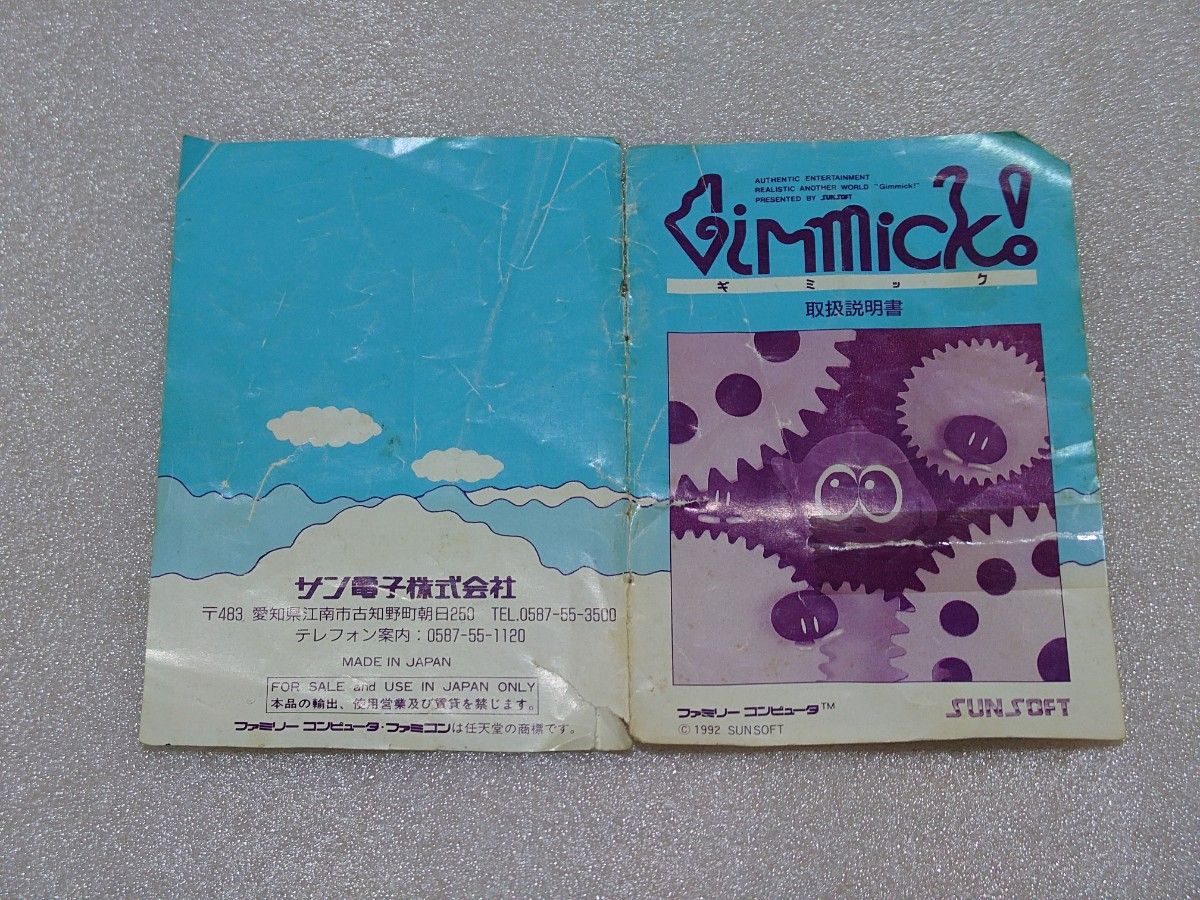 サン電子株式会社
〒483 愛知県江南市古知野町朝日250 TEL.0587-55-3500
テレフォン案内：0587-55-1120
MADE IN JAPAN
FOR SALE and USE IN JAPAN ONLY
本品の輸出、使用営業及び賃貸を禁じます。
ファミリーコンピュータ・ファミコンは任天堂の商標です。
AUTHENTIC ENTERTAINMENT
REALISTIC ANOTHER WORLD "Gimmick!"
PRESENTED BY SUNSOFT
Gimmick!
ギミック
取扱説明書
ファミリーコンピュータ™
SUNSOFT
©1992 SUNSOFT